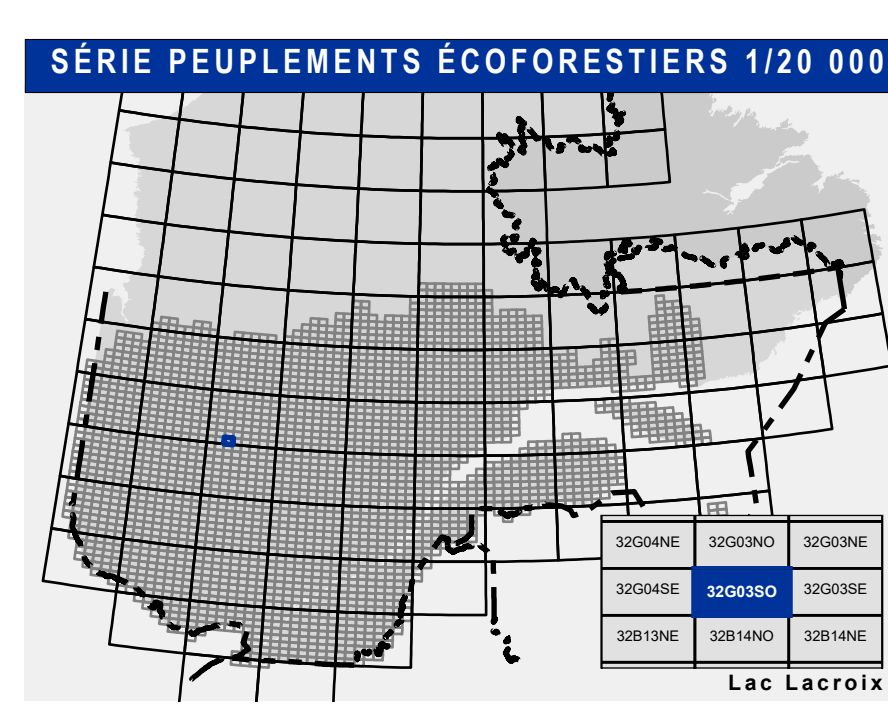 SÉRIE PEUPLEMENTS ÉCOFORESTIERS 1/20 000
32G04NE 32G03NO 32G03NE
32G04SE 32G03SO 32G03SE
32B13NE 32B14NO 32B14NE
Lac Lacroix